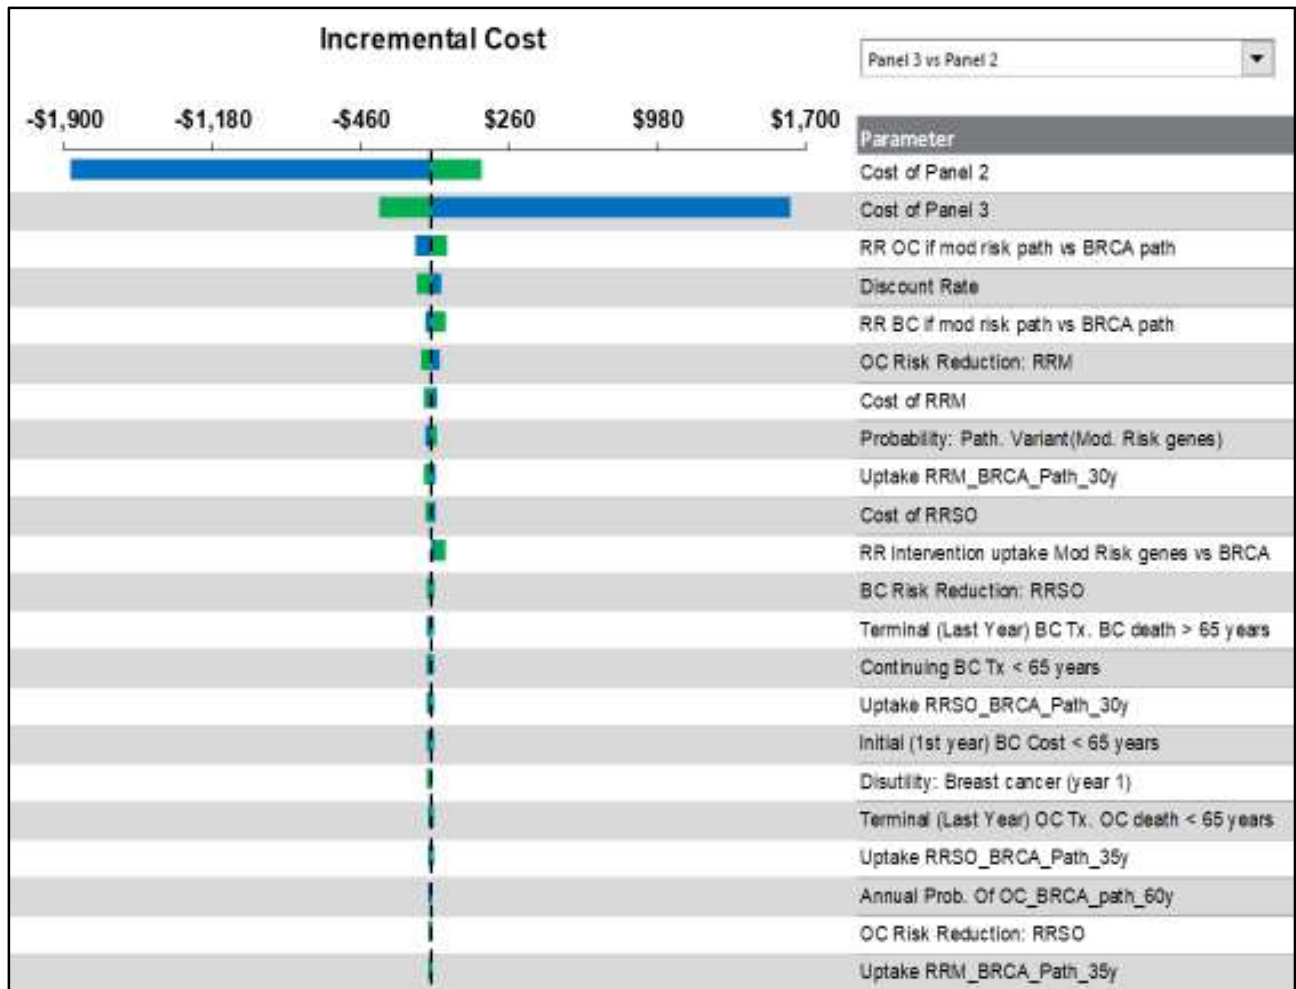 Incremental Cost
Panel 3 vs Panel 2
-$1,900 -$1,180 -$460 $260 $980 $1,700
Parameter
Cost of Panel 2
Cost of Panel 3
RR OC if mod risk path vs BRCA path
Discount Rate
RR BC if mod risk path vs BRCA path
OC Risk Reduction: RRM
Cost of RRM
Probability: Path. Variant(Mod. Risk genes)
Uptake RRM_BRCA_Path_30y
Cost of RRSO
RR Intervention uptake Mod Risk genes vs BRCA
BC Risk Reduction: RRSO
Terminal (Last Year) BC Tx. BC death > 65 years
Continuing BC Tx < 65 years
Uptake RRSO_BRCA_Path_30y
Initial (1st year) BC Cost < 65 years
Disutility: Breast cancer (year 1)
Terminal (Last Year) OC Tx. OC death < 65 years
Uptake RRSO_BRCA_Path_35y
Annual Prob. Of OC_BRCA_path_60y
OC Risk Reduction: RRSO
Uptake RRM_BRCA_Path_35y